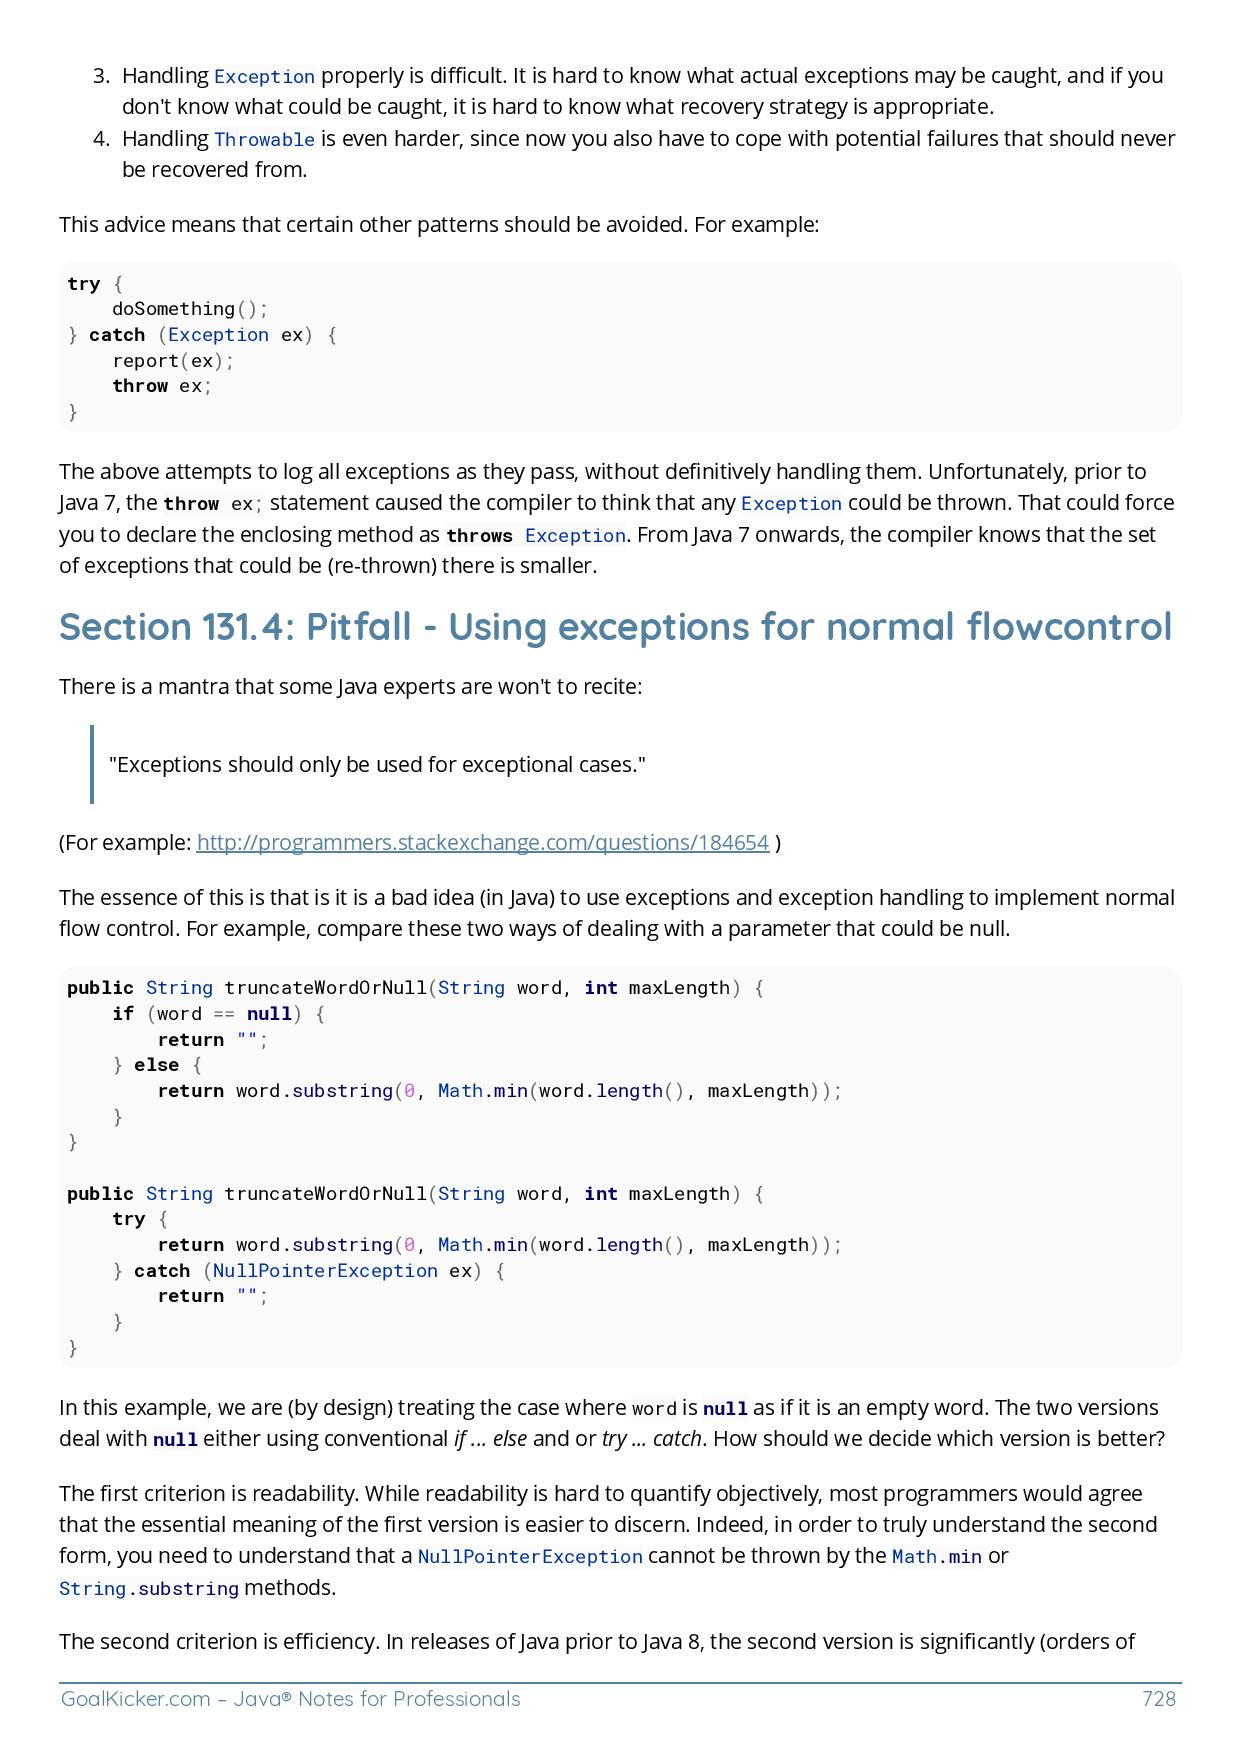 3. Handling Exception properly is difficult. It is hard to know what actual exceptions may be caught, and if you
don't know what could be caught, it is hard to know what recovery strategy is appropriate.
4. Handling Throwable is even harder, since now you also have to cope with potential failures that should never
be recovered from.
This advice means that certain other patterns should be avoided. For example:
try {
    doSomething();
} catch (Exception ex) {
    report(ex);
    throw ex;
}
The above attempts to log all exceptions as they pass, without definitively handling them. Unfortunately, prior to
Java 7, the throw ex; statement caused the compiler to think that any Exception could be thrown. That could force
you to declare the enclosing method as throws Exception. From Java 7 onwards, the compiler knows that the set
of exceptions that could be (re-thrown) there is smaller.
Section 131.4: Pitfall - Using exceptions for normal flowcontrol
There is a mantra that some Java experts are won't to recite:
"Exceptions should only be used for exceptional cases."
(For example: http://programmers.stackexchange.com/questions/184654 )
The essence of this is that is it is a bad idea (in Java) to use exceptions and exception handling to implement normal
flow control. For example, compare these two ways of dealing with a parameter that could be null.
public String truncateWordOrNull(String word, int maxLength) {
    if (word == null) {
        return "";
    } else {
        return word.substring(0, Math.min(word.length(), maxLength));
    }
}
public String truncateWordOrNull(String word, int maxLength) {
    try {
        return word.substring(0, Math.min(word.length(), maxLength));
    } catch (NullPointerException ex) {
        return "";
    }
}
In this example, we are (by design) treating the case where word is null as if it is an empty word. The two versions
deal with null either using conventional if ... else and or try ... catch. How should we decide which version is better?
The first criterion is readability. While readability is hard to quantify objectively, most programmers would agree
that the essential meaning of the first version is easier to discern. Indeed, in order to truly understand the second
form, you need to understand that a NullPointerException cannot be thrown by the Math.min or
String.substring methods.
The second criterion is efficiency. In releases of Java prior to Java 8, the second version is significantly (orders of
GoalKicker.com – Java® Notes for Professionals 728